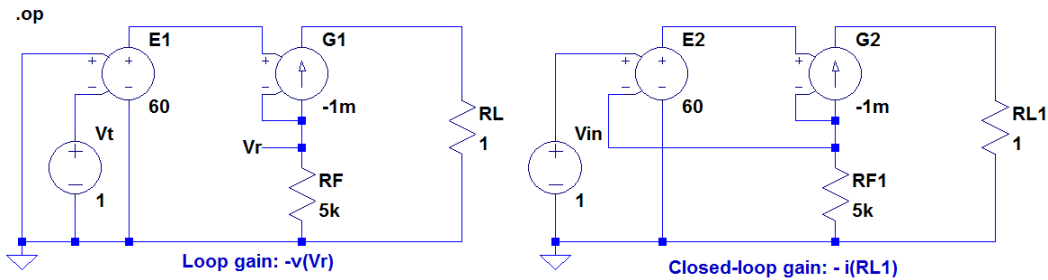 .op
E1
+
−
+
−
60
G1
+
−
-1m
RL
1
Vt
+
−
1
Vr
RF
5k
Loop gain: -v(Vr)
E2
+
−
+
−
60
G2
+
−
-1m
RL1
1
Vin
+
−
1
RF1
5k
Closed-loop gain: - i(RL1)